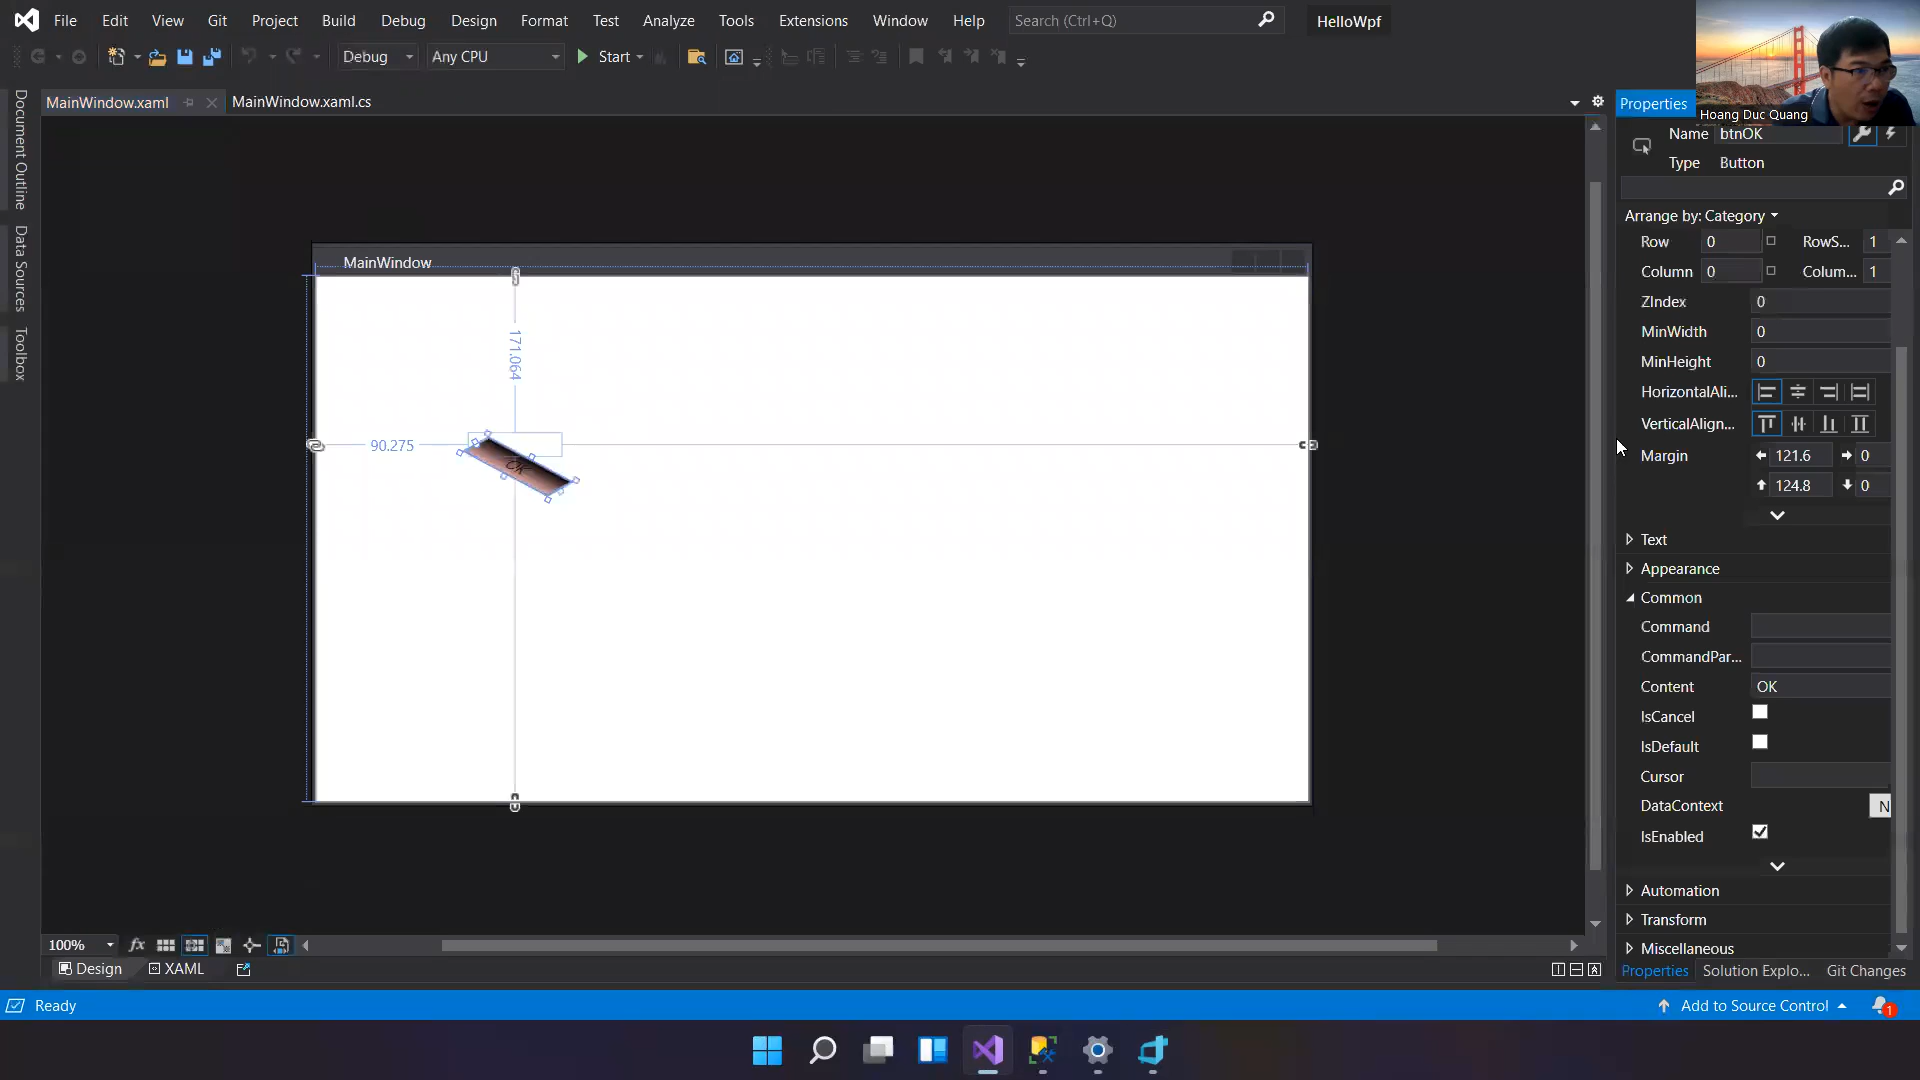 File Edit View Git Project Build Debug Design Format Test Analyze Tools Extensions Window Help Search (Ctrl+Q) HelloWpf
Debug Any CPU Start
MainWindow.xaml MainWindow.xaml.cs
Document Outline
Data Sources
Toolbox
MainWindow
171.064
90.275
OK
100%
Design XAML
Properties
Hoang Duc Quang
Name btnOK
Type Button
Arrange by: Category
Row 0 RowS... 1
Column 0 Colum... 1
ZIndex 0
MinWidth 0
MinHeight 0
HorizontalAli...
VerticalAlign...
Margin 121.6 0
124.8 0
Text
Appearance
Common
Command
CommandPar...
Content OK
IsCancel
IsDefault
Cursor
DataContext N
IsEnabled
Automation
Transform
Miscellaneous
Properties Solution Explo... Git Changes
Ready Add to Source Control 1